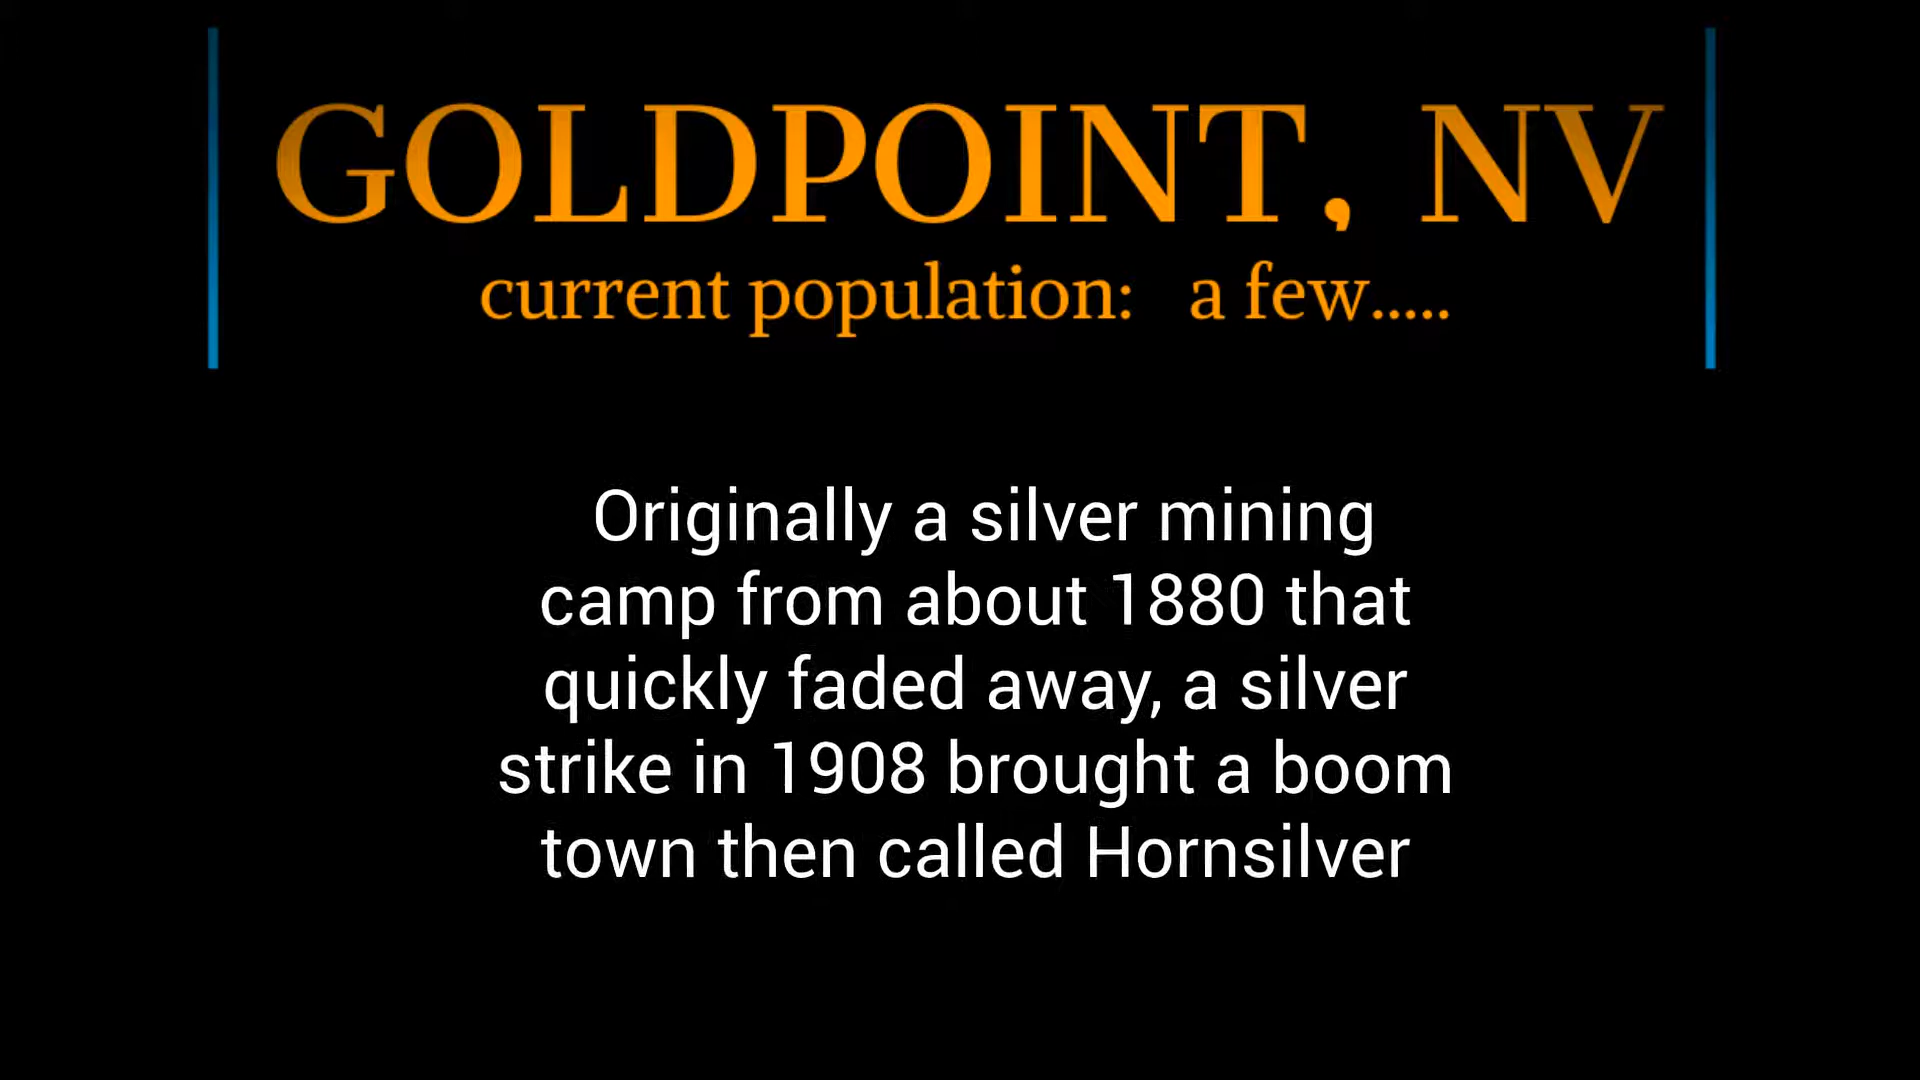 GOLDPOINT, NV
current population: a few.....
Originally a silver mining
camp from about 1880 that
quickly faded away, a silver
strike in 1908 brought a boom
town then called Hornsilver